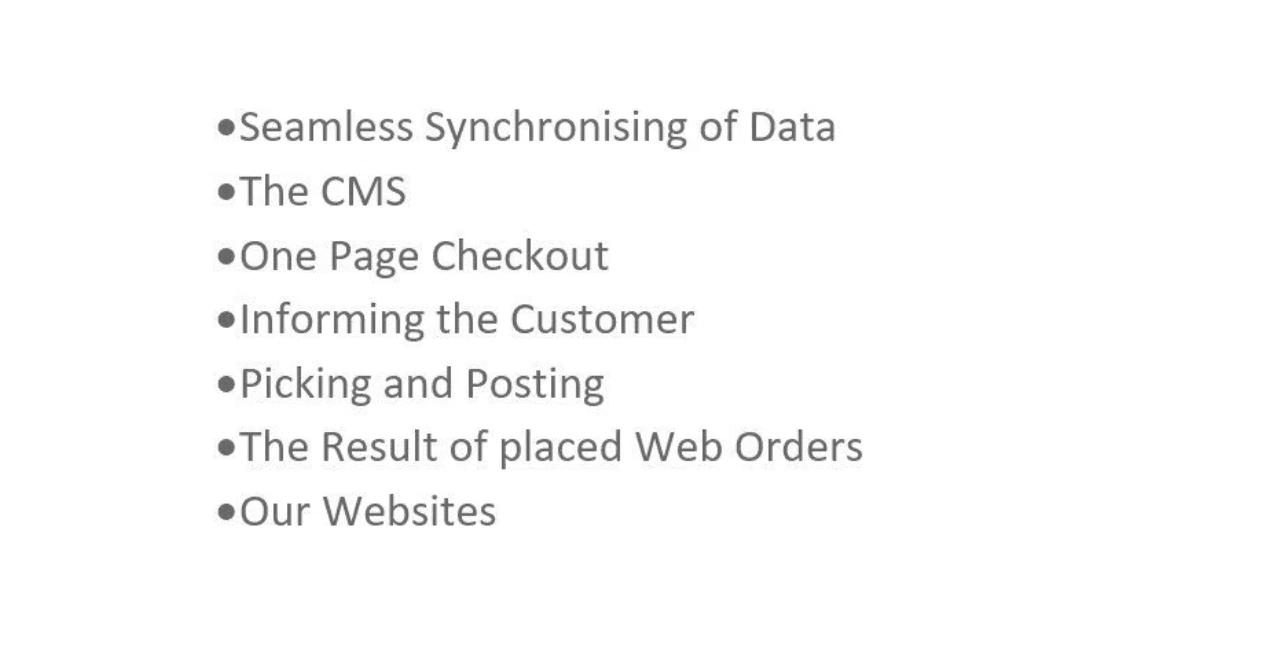 •Seamless Synchronising of Data
•The CMS
•One Page Checkout
•Informing the Customer
•Picking and Posting
•The Result of placed Web Orders
•Our Websites